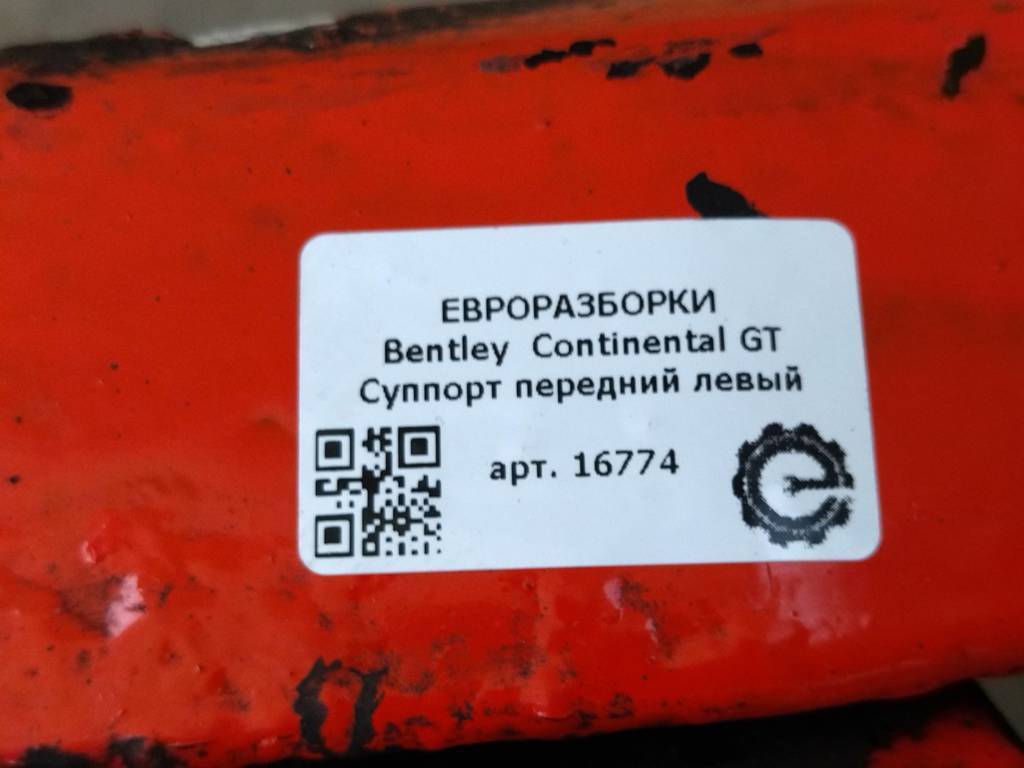 ЕВРОРАЗБОРКИ
Bentley Continental GT
Суппорт передний левый
арт. 16774